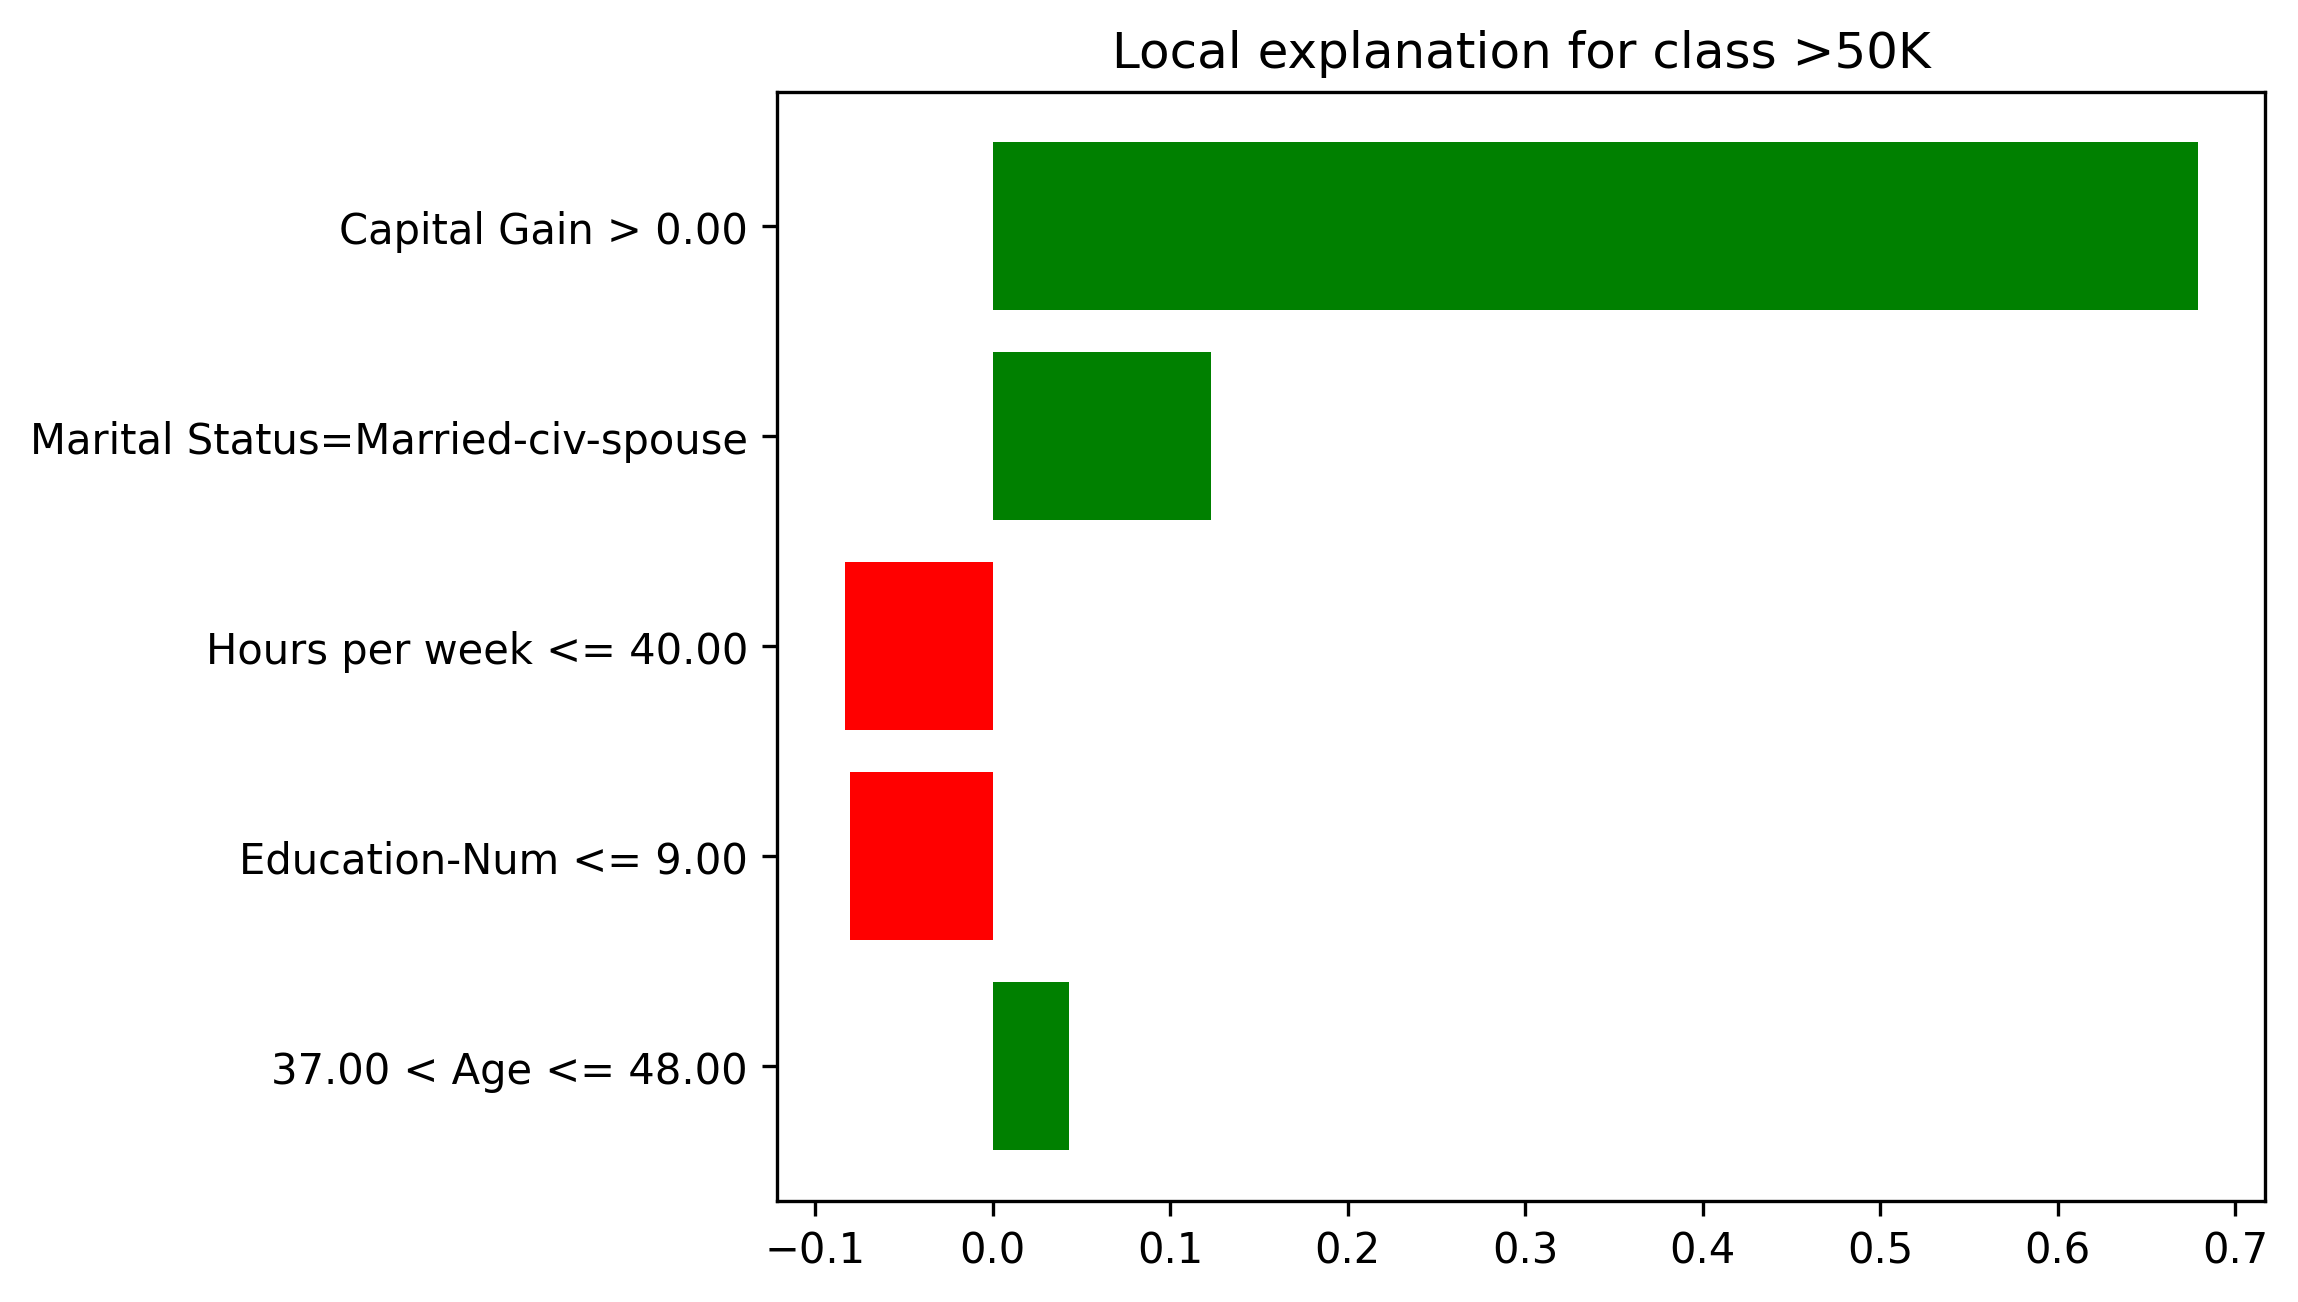 Local explanation for class >50K
Capital Gain > 0.00
Marital Status=Married-civ-spouse
Hours per week <= 40.00
Education-Num <= 9.00
37.00 < Age <= 48.00
−0.1 0.0 0.1 0.2 0.3 0.4 0.5 0.6 0.7